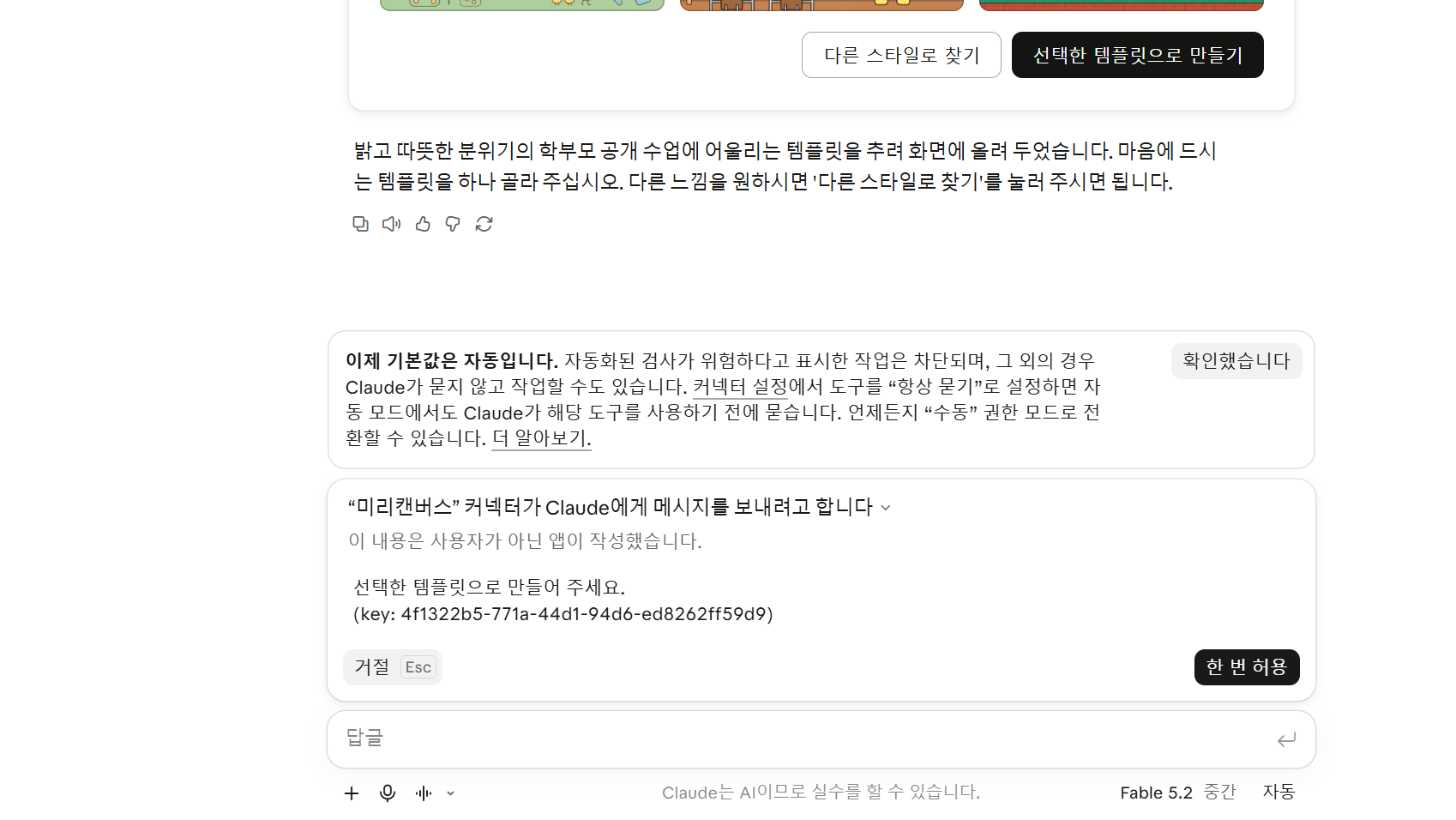 다른 스타일로 찾기
선택한 템플릿으로 만들기
밝고 따뜻한 분위기의 학부모 공개 수업에 어울리는 템플릿을 추려 화면에 올려 두었습니다. 마음에 드시
는 템플릿을 하나 골라 주십시오. 다른 느낌을 원하시면 '다른 스타일로 찾기'를 눌러 주시면 됩니다.
이제 기본값은 자동입니다. 자동화된 검사가 위험하다고 표시한 작업은 차단되며, 그 외의 경우
Claude가 묻지 않고 작업할 수도 있습니다. 커넥터 설정에서 도구를 “항상 묻기”로 설정하면 자
동 모드에서도 Claude가 해당 도구를 사용하기 전에 묻습니다. 언제든지 “수동” 권한 모드로 전
환할 수 있습니다. 더 알아보기.
확인했습니다
“미리캔버스” 커넥터가 Claude에게 메시지를 보내려고 합니다
이 내용은 사용자가 아닌 앱이 작성했습니다.
선택한 템플릿으로 만들어 주세요.
(key: 4f1322b5-771a-44d1-94d6-ed8262ff59d9)
거절 Esc
한 번 허용
답글
Claude는 AI이므로 실수를 할 수 있습니다.
Fable 5.2 중간 자동